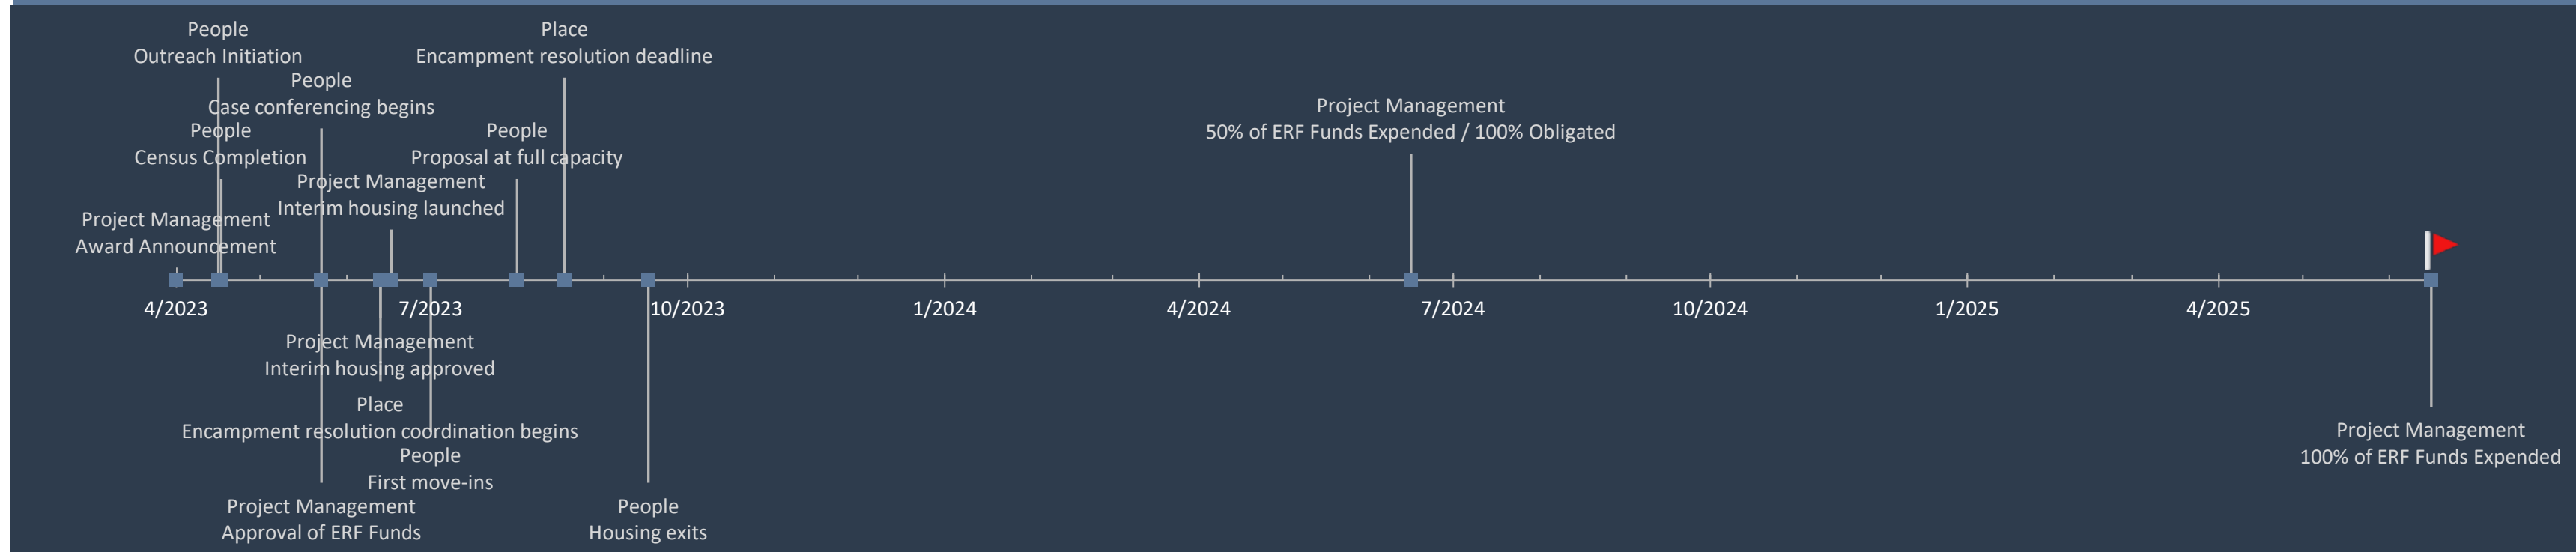 People
Outreach Initiation
Place
Encampment resolution deadline
People
Case conferencing begins
Project Management
50% of ERF Funds Expended / 100% Obligated
People
Census Completion
People
Proposal at full capacity
Project Management
Interim housing launched
Project Management
Award Announcement
4/2023
7/2023
10/2023
1/2024
4/2024
7/2024
10/2024
1/2025
4/2025
Project Management
Interim housing approved
Place
Encampment resolution coordination begins
People
First move-ins
Project Management
100% of ERF Funds Expended
Project Management
Approval of ERF Funds
People
Housing exits